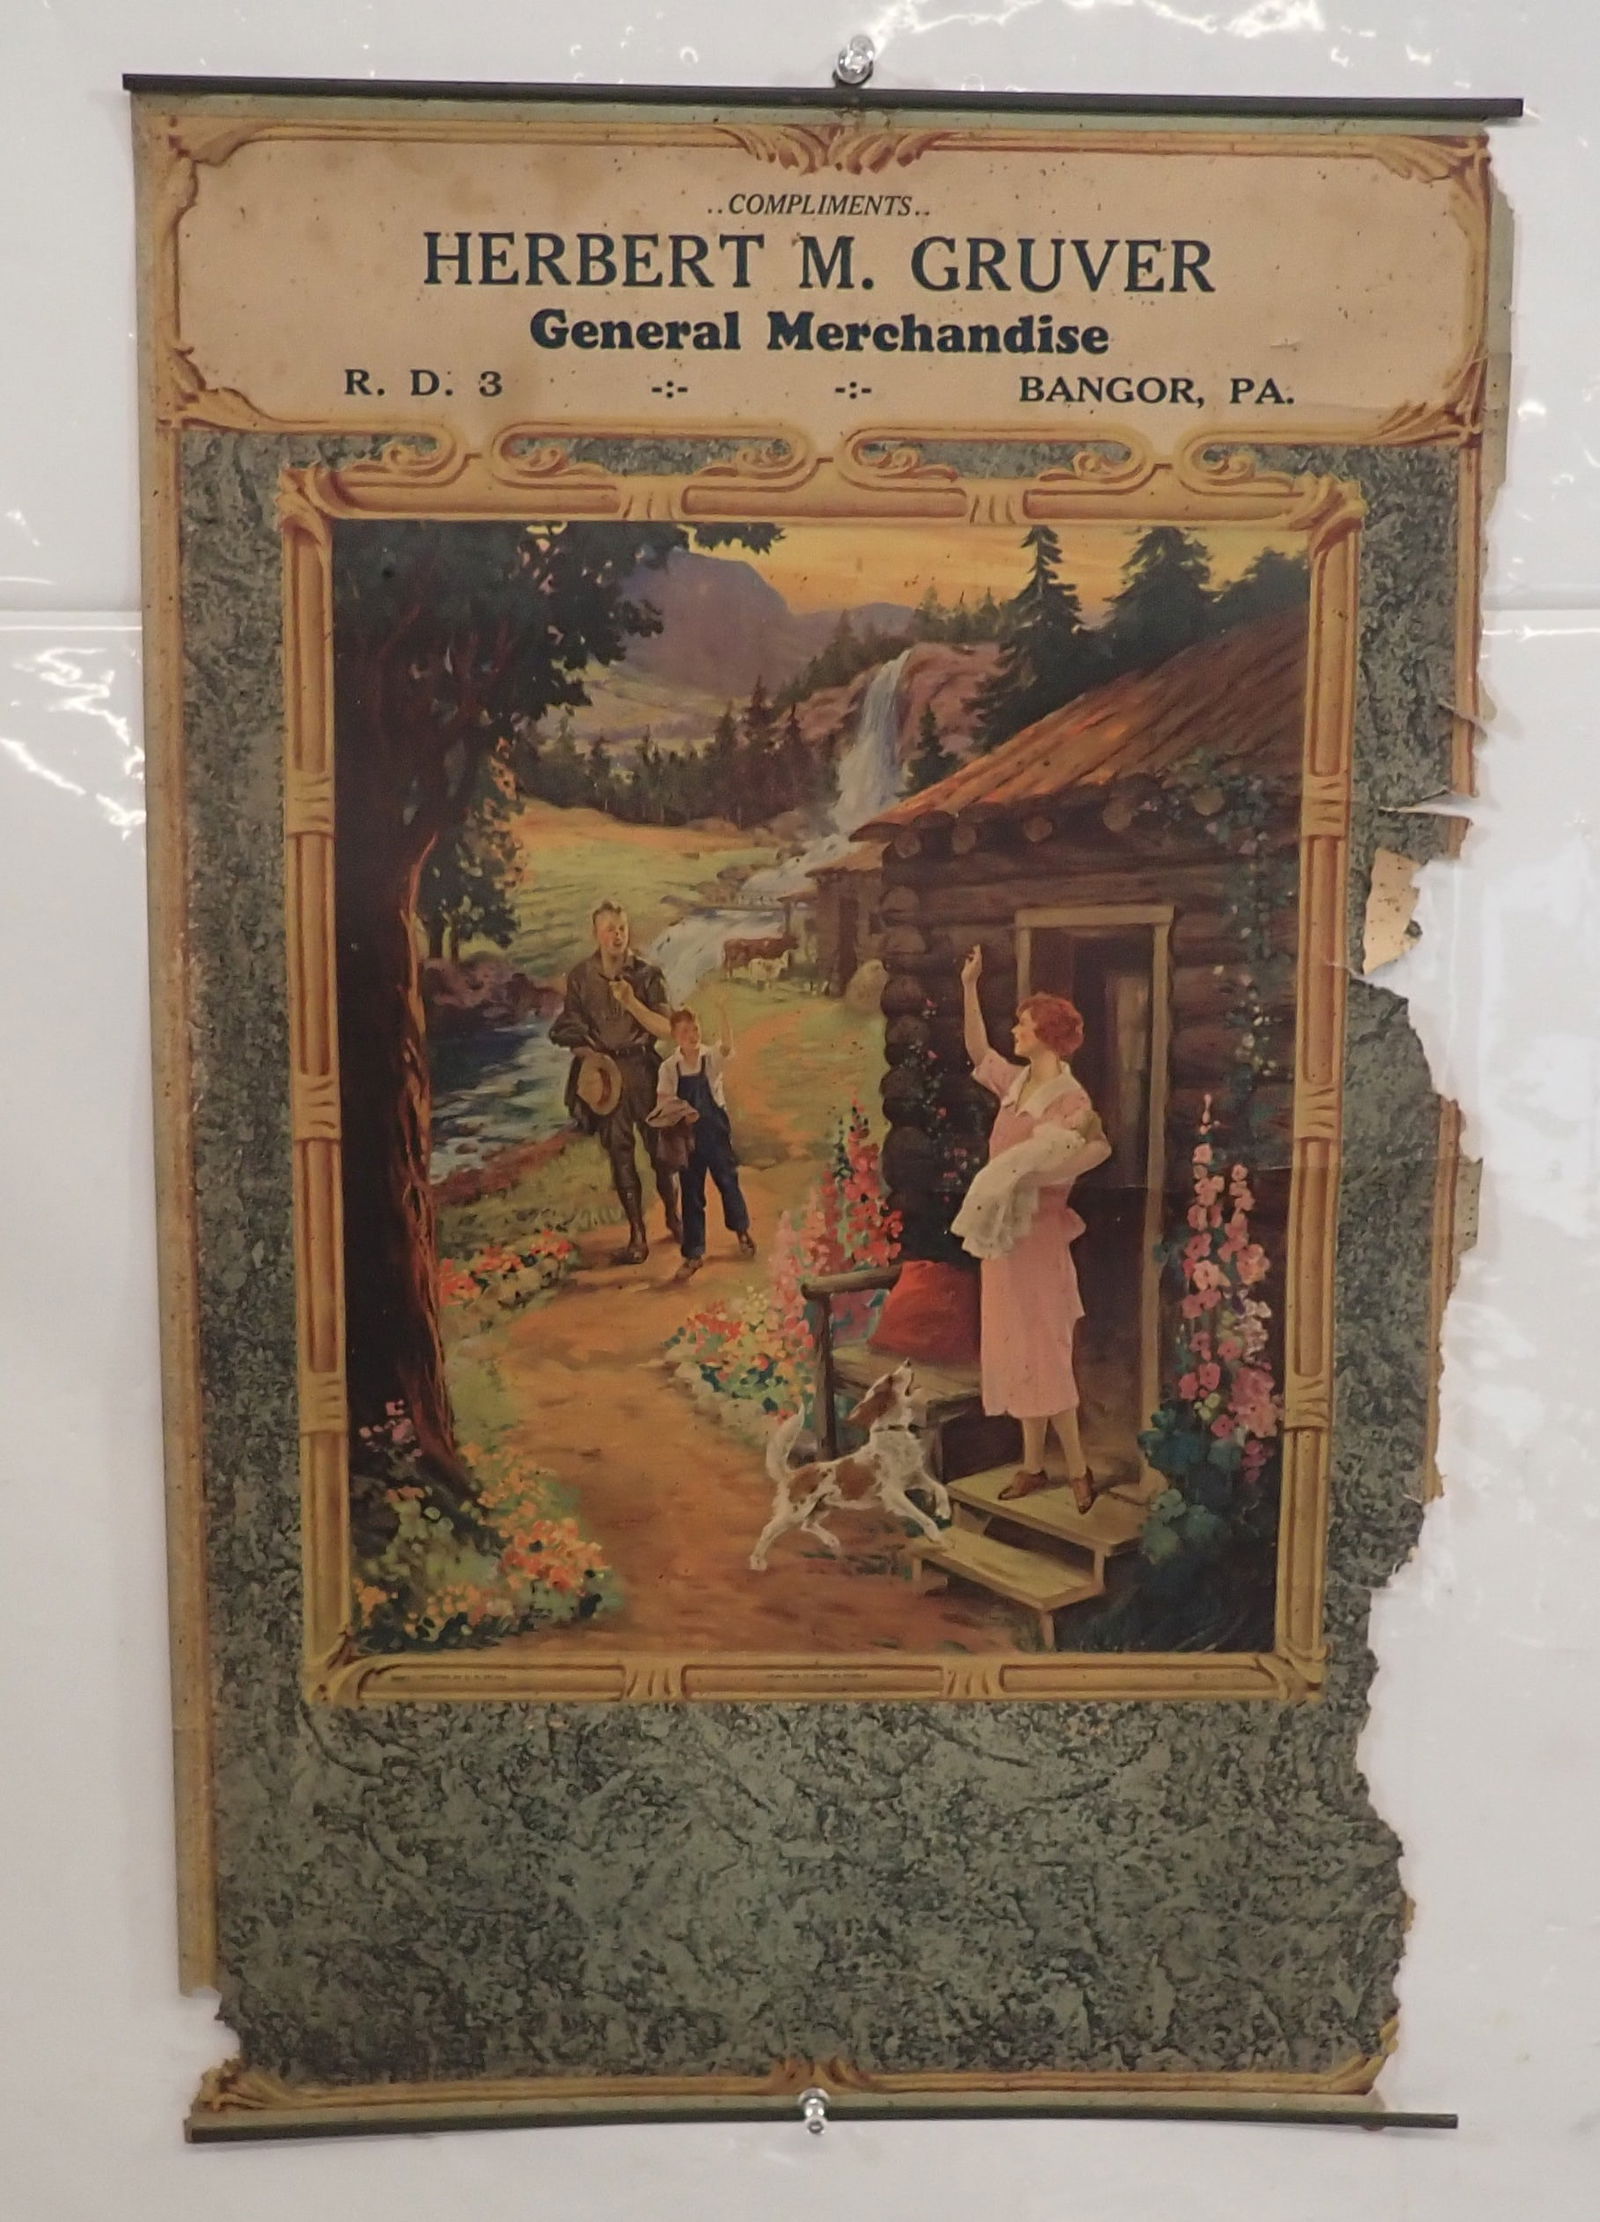 ..COMPLIMENTS..
HERBERT M. GRUVER
General Merchandise
R. D. 3 -:- -:- BANGOR, PA.